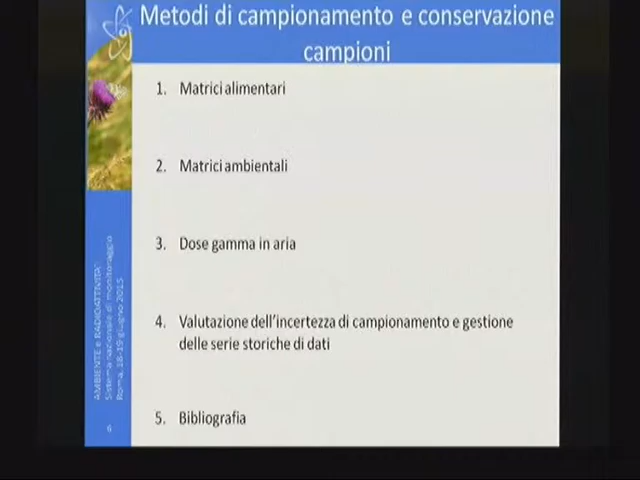 Metodi di campionamento e conservazione
campioni
1. Matrici alimentari
2. Matrici ambientali
3. Dose gamma in aria
4. Valutazione dell'incertezza di campionamento e gestione
delle serie storiche di dati
5. Bibliografia
AMBIENTE e RADIOATTIVITA'
Sistema nazionale di monitoraggio
Roma, 18-19 giugno 2015
6